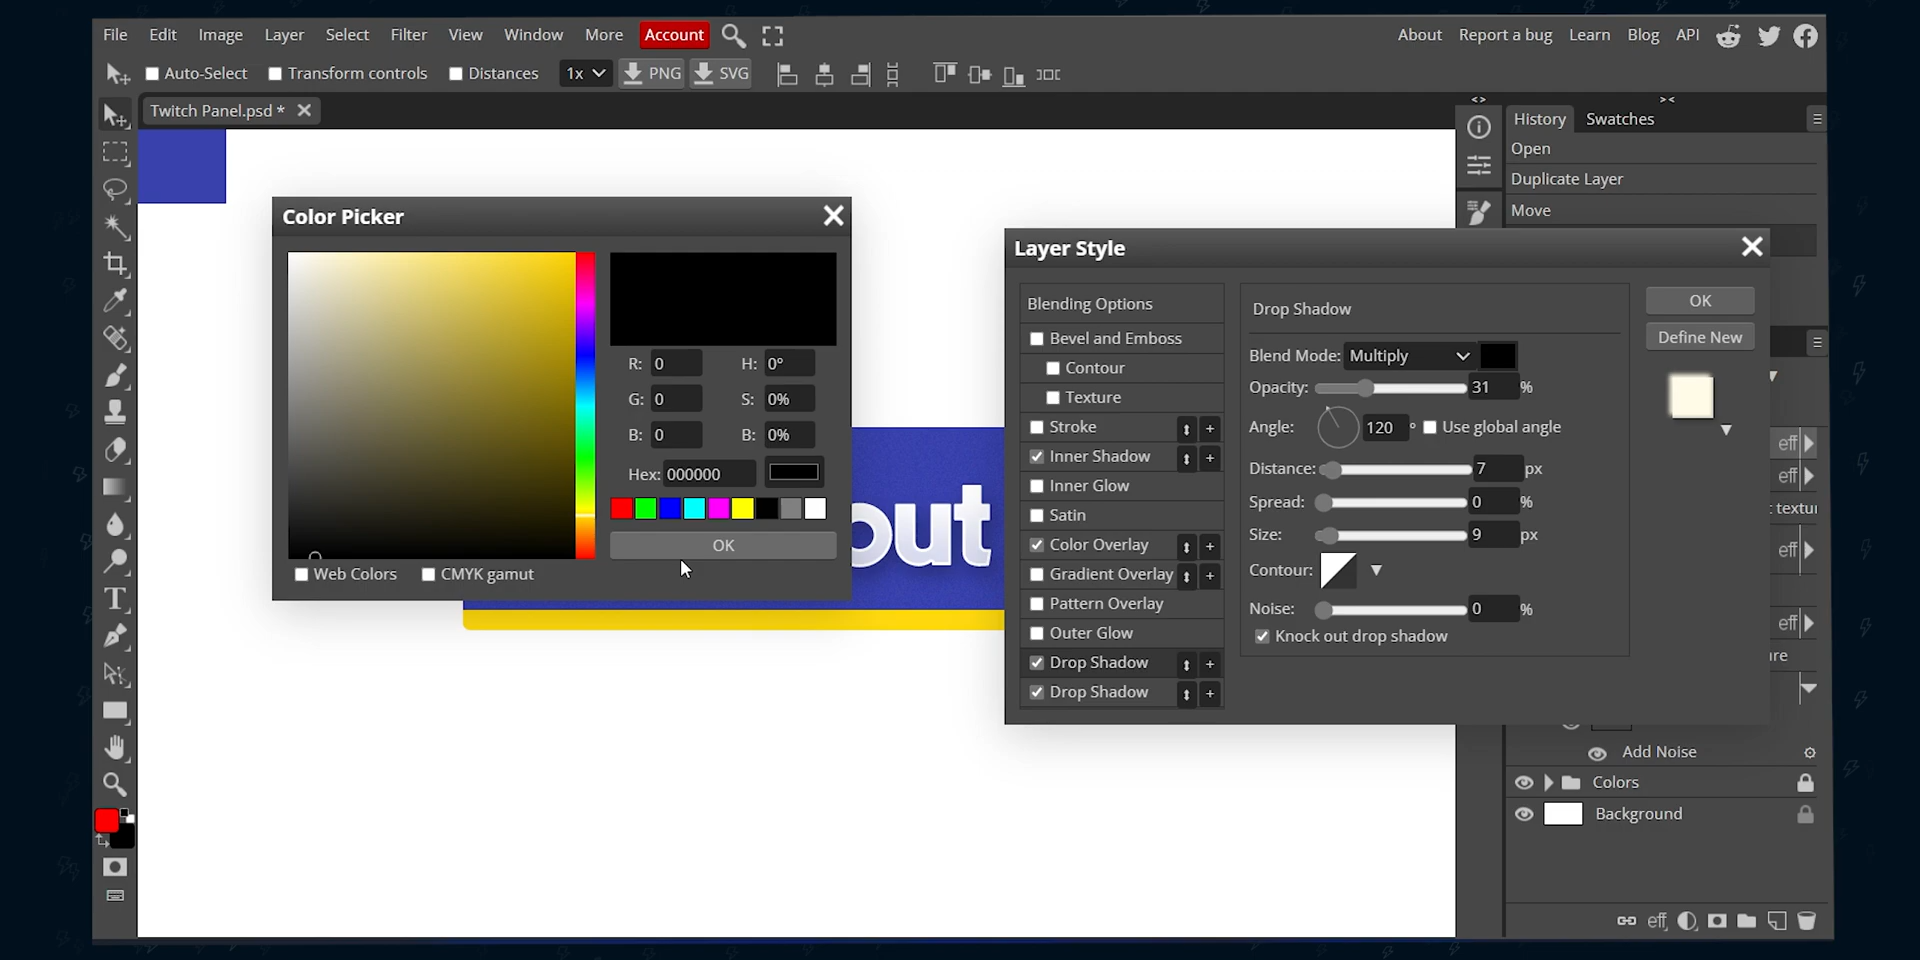 File Edit Image Layer Select Filter View Window More Account About Report a bug Learn Blog API
Auto-Select Transform controls Distances 1x PNG SVG
Twitch Panel.psd *
History Swatches
Open
Duplicate Layer
Move
Color Picker
R: 0 H: 0°
G: 0 S: 0%
B: 0 B: 0%
Hex: 000000
OK
Web Colors CMYK gamut
out
Layer Style
Blending Options
Bevel and Emboss
Contour
Texture
Stroke
Inner Shadow
Inner Glow
Satin
Color Overlay
Gradient Overlay
Pattern Overlay
Outer Glow
Drop Shadow
Drop Shadow
Drop Shadow
Blend Mode: Multiply
Opacity: 31 %
Angle: 120 ° Use global angle
Distance: 7 px
Spread: 0 %
Size: 9 px
Contour:
Noise: 0 %
Knock out drop shadow
OK
Define New
eff
eff
t textur
eff
eff
re
Add Noise
Colors
Background
eff